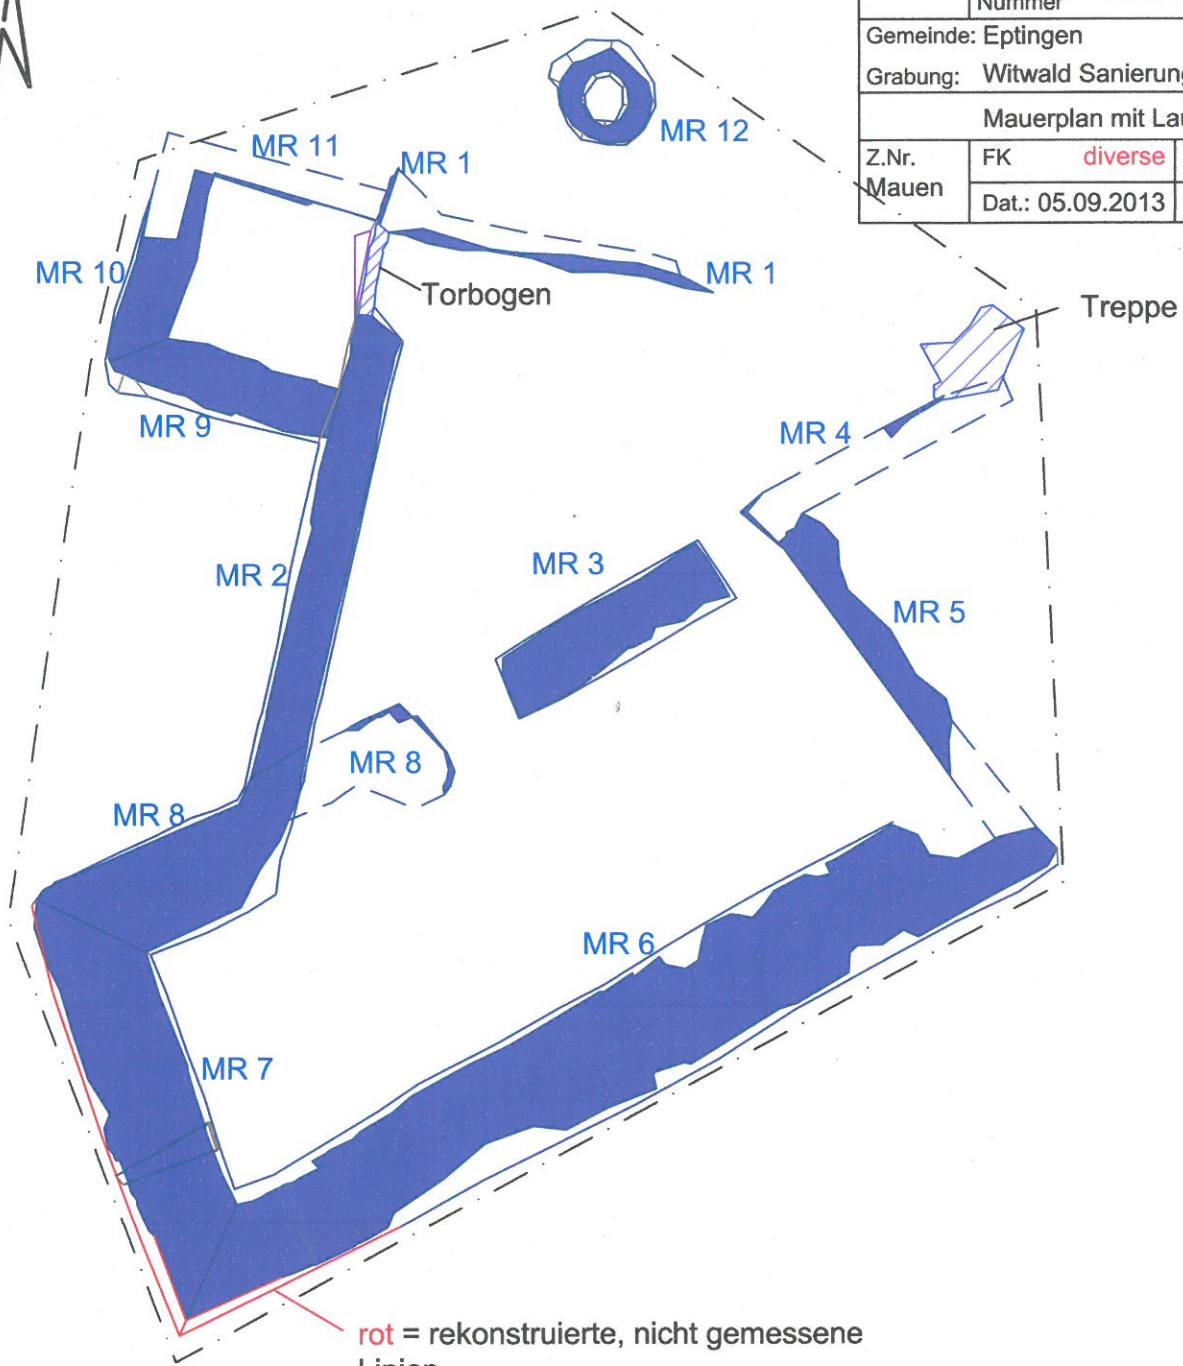 N
Nummer
Gemeinde: Eptingen
Grabung: Witwald Sanierung
Mauerplan mit
Z.Nr. FK diverse
Mauen
Dat.: 05.09.2013
MR 12
MR 11
MR 1
MR 10
Torbogen
MR 1
Treppe
MR 9
MR 4
MR 3
MR 2
MR 5
MR 8
MR 8
MR 6
MR 7
rot = rekonstruierte, nicht gemessene
Linien